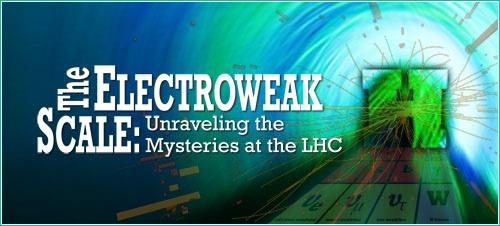 The ELECTROWEAK
SCALE: Unraveling the
Mysteries at the LHC
H
νe νμ ντ W